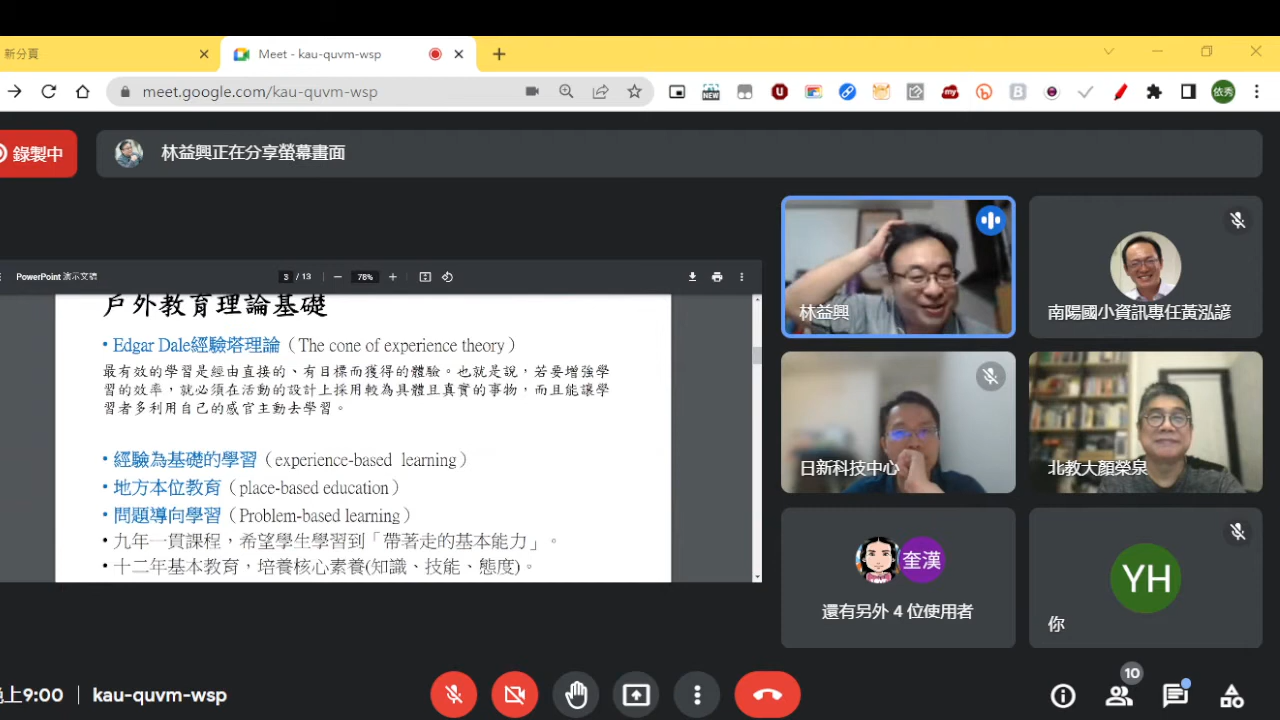 新分頁
Meet - kau-quvm-wsp
meet.google.com/kau-quvm-wsp
NEW
U
my
b
B
依秀
錄製中
林益興正在分享螢幕畫面
PowerPoint 演示文稿
3 / 13
78%
戶外教育理論基礎
• Edgar Dale經驗塔理論（The cone of experience theory）
最有效的學習是經由直接的、有目標而獲得的體驗。也就是說，若要增強學
習的效率，就必須在活動的設計上採用較為具體且真實的事物，而且能讓學
習者多利用自己的感官主動去學習。
• 經驗為基礎的學習（experience-based learning）
• 地方本位教育（place-based education）
• 問題導向學習（Problem-based learning）
• 九年一貫課程，希望學生學習到「帶著走的基本能力」。
• 十二年基本教育，培養核心素養(知識、技能、態度)。
林益興
南陽國小資訊專任黃泓諺
日新科技中心
北教大顏榮泉
奎漢
還有另外 4 位使用者
YH
你
晚上9:00
kau-quvm-wsp
10